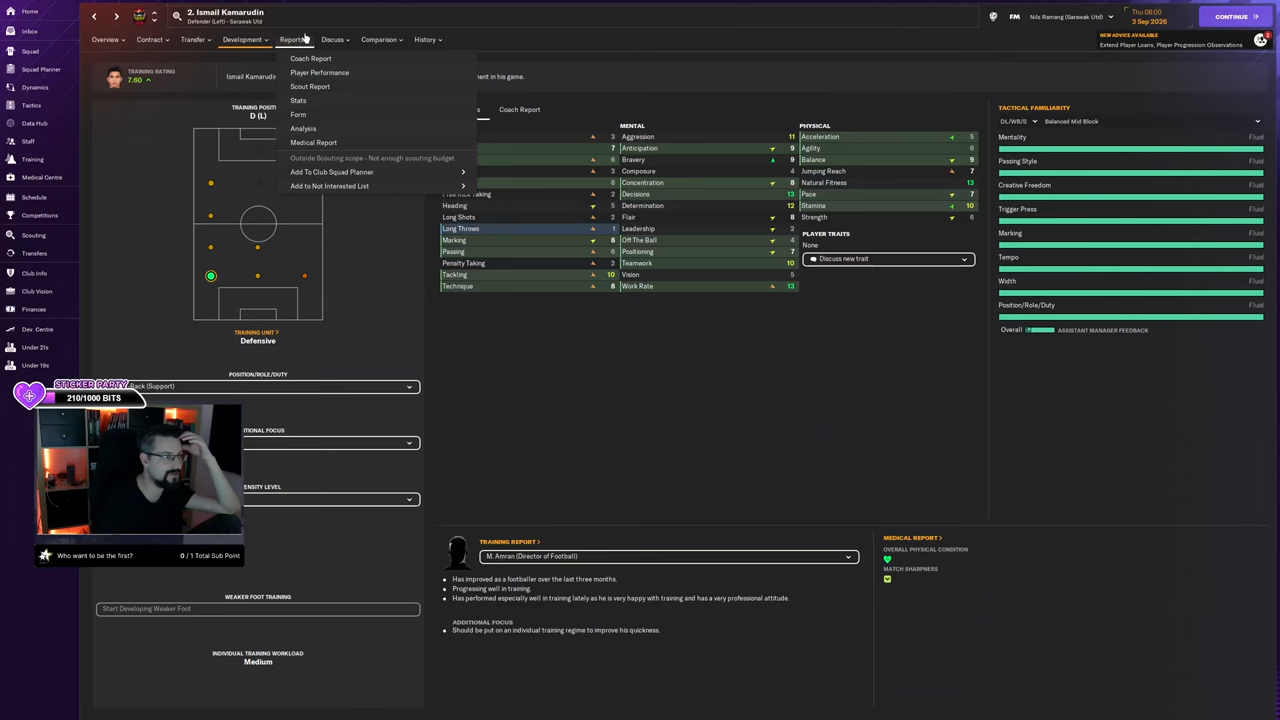 Home
Inbox
Squad
Squad Planner
Dynamics
Tactics
Data Hub
Staff
Training
Medical Centre
Schedule
Competitions
Scouting
Transfers
Club Info
Club Vision
Finances
Dev. Centre
Under 21s
Under 19s
2. Ismail Kamarudin
Defender (Left) - Sarawak Utd
FM
Nils Ramang (Sarawak Utd)
Thu 08:00
3 Sep 2026
CONTINUE
NEW ADVICE AVAILABLE
Extend Player Loans, Player Progression Observations
2
Overview
Contract
Transfer
Development
Reports
Discuss
Comparison
History
Coach Report
Player Performance
Scout Report
Stats
Form
Analysis
Medical Report
Outside Scouting scope - Not enough scouting budget
Add To Club Squad Planner
Add to Not Interested List
TRAINING RATING
7.60
Ismail Kamarudin
ment in his game.
D (L)
TRAINING UNIT
Defensive
POSITION/ROLE/DUTY
Back (Support)
ITIONAL FOCUS
ENSITY LEVEL
WEAKER FOOT TRAINING
Start Developing Weaker Foot
INDIVIDUAL TRAINING WORKLOAD
Medium
Coach Report
3
7
6
6
2
Heading 5
Long Shots 2
Long Throws 1
Marking 8
Passing 6
Penalty Taking 2
Tackling 10
Technique 8
MENTAL
Aggression 11
Anticipation 9
Bravery 9
Composure 4
Concentration 8
Decisions 13
Determination 12
Flair 8
Leadership 2
Off The Ball 4
Positioning 7
Teamwork 10
Vision 5
Work Rate 13
PHYSICAL
Acceleration 5
Agility 6
Balance 9
Jumping Reach 7
Natural Fitness 13
Pace 7
Stamina 10
Strength 6
PLAYER TRAITS
None
Discuss new trait
TACTICAL FAMILIARITY
DL/WB/S
Balanced Mid Block
Mentality Fluid
Passing Style Fluid
Creative Freedom Fluid
Trigger Press Fluid
Marking Fluid
Tempo Fluid
Width Fluid
Position/Role/Duty Fluid
Overall
ASSISTANT MANAGER FEEDBACK
TRAINING REPORT
M. Amran (Director of Football)
Has improved as a footballer over the last three months.
Progressing well in training.
Has performed especially well in training lately as he is very happy with training and has a very professional attitude.
ADDITIONAL FOCUS
Should be put on an individual training regime to improve his quickness.
MEDICAL REPORT
OVERALL PHYSICAL CONDITION
MATCH SHARPNESS
STICKER PARTY
210/1000 BITS
Who want to be the first?
0 / 1 Total Sub Point